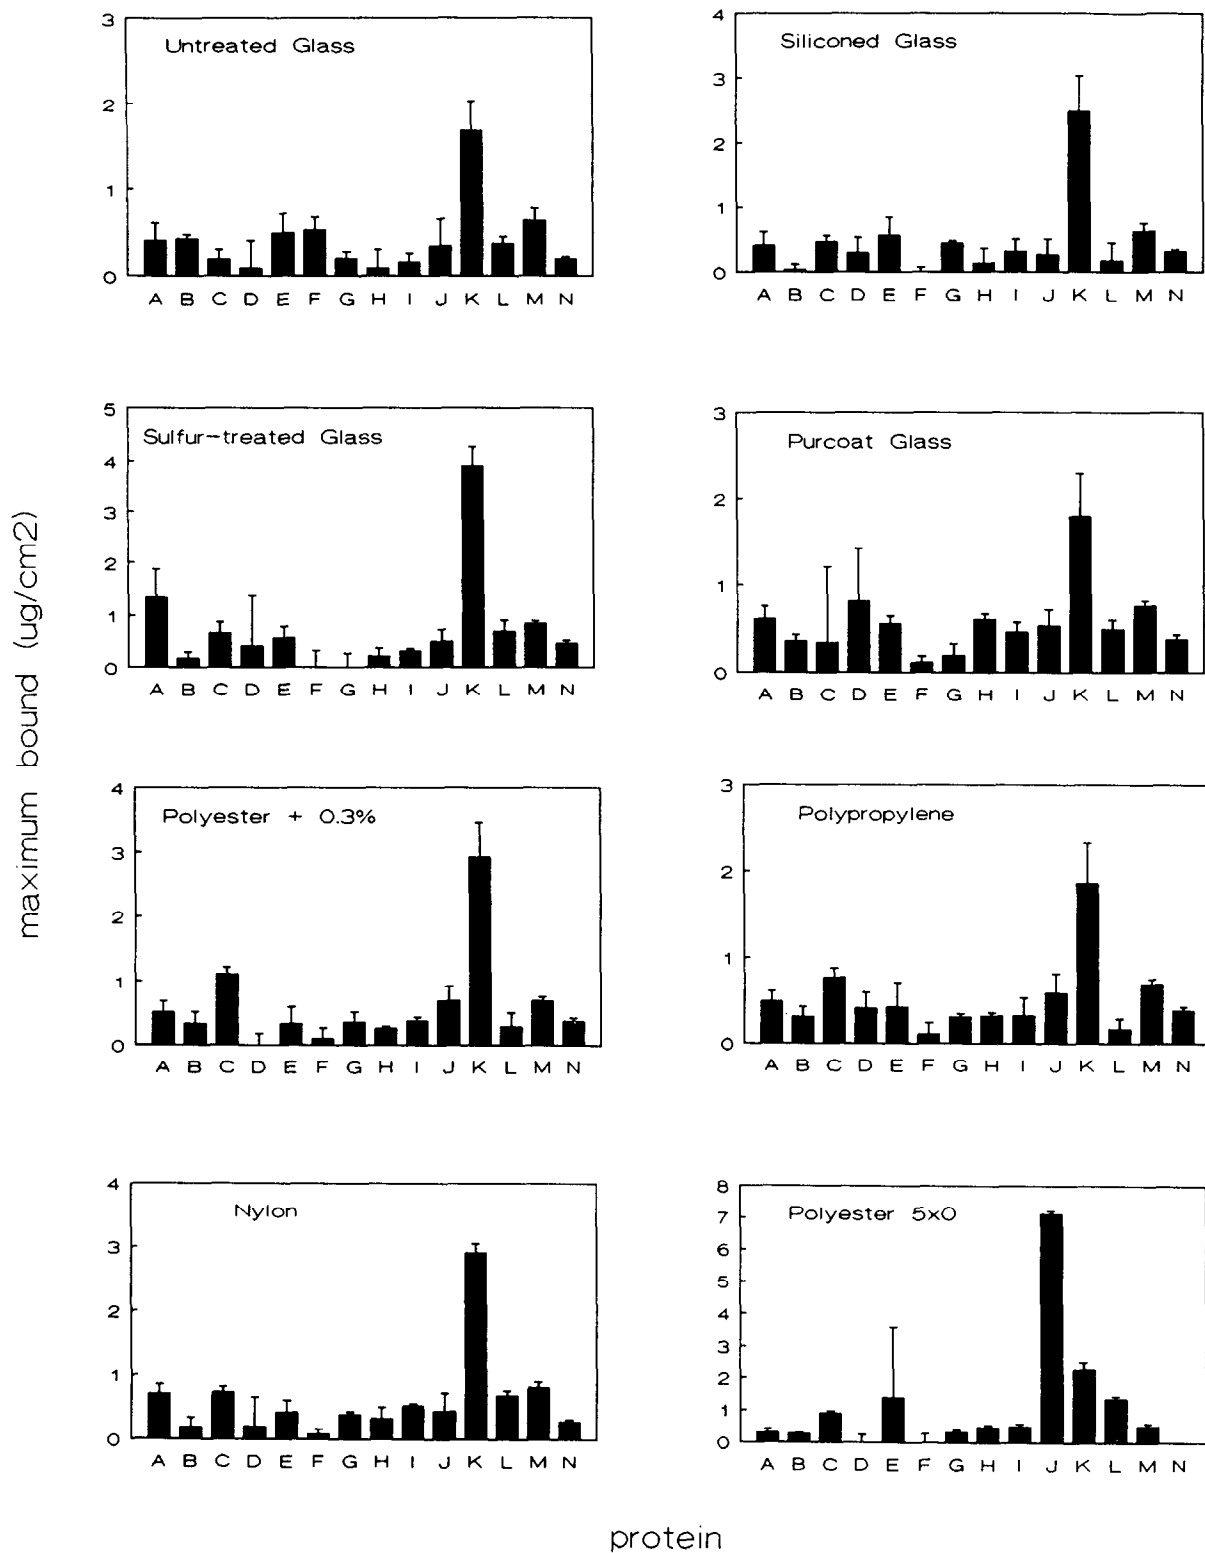 maximum bound (ug/cm2)
Untreated Glass
3
2
1
0
A B C D E F G H I J K L M N
Siliconed Glass
4
3
2
1
0
A B C D E F G H I J K L M N
Sulfur-treated Glass
5
4
3
2
1
0
A B C D E F G H I J K L M N
Purcoat Glass
3
2
1
0
A B C D E F G H I J K L M N
Polyester + 0.3%
4
3
2
1
0
A B C D E F G H I J K L M N
Polypropylene
3
2
1
0
A B C D E F G H I J K L M N
Nylon
4
3
2
1
0
A B C D E F G H I J K L M N
Polyester 5x0
8
7
6
5
4
3
2
1
0
A B C D E F G H I J K L M N
protein